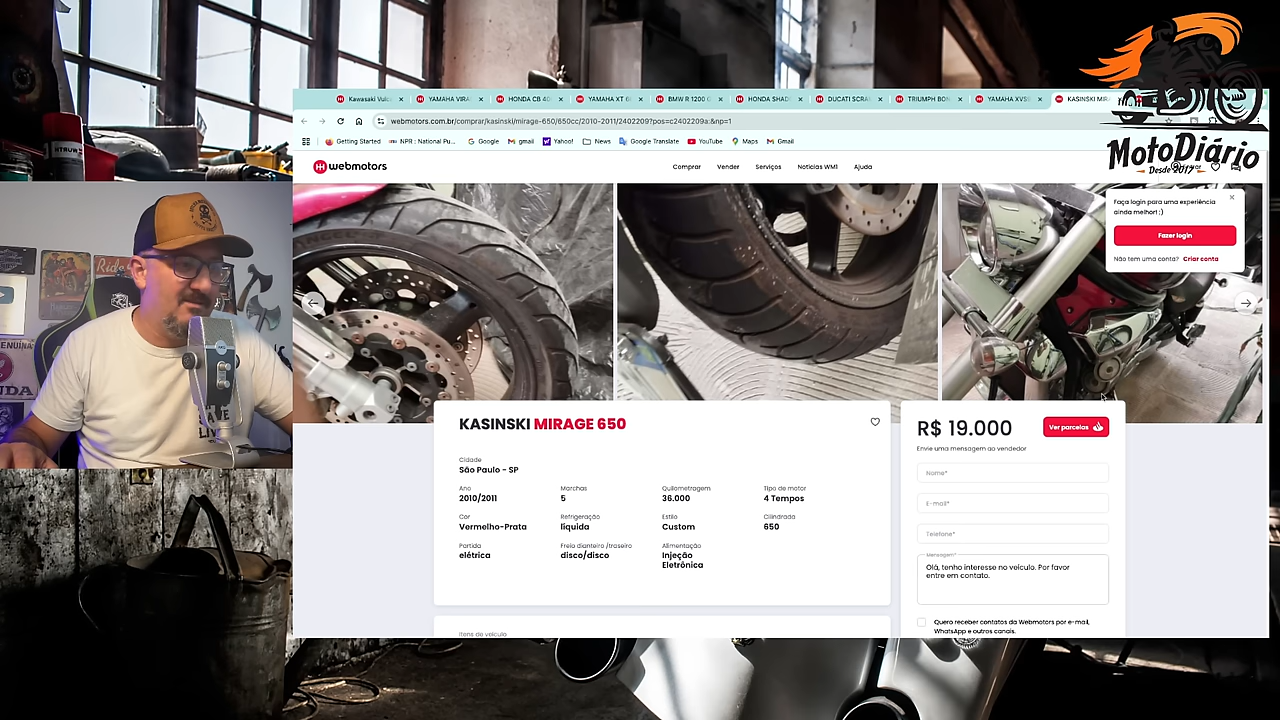 Kawasaki Vulc
YAMAHA VIRA
HONDA CB 40
YAMAHA XT 6
BMW R 1200 G
HONSA SHAD
DUCATI SCRA
TRIUMPH BON
YAMAHA XVS6
KASINSKI MIR
webmotors.com.br/comprar/kasinski/mirage-650/650cc/2010-2011/2402209?pos=c2402209a:&np=1
Getting Started
NPR : National Pu...
Google
gmail
Yahoo!
News
Google Translate
YouTube
Maps
Gmail
MotoDiário
Desde 2017
webmotors
Comprar
Vender
Serviços
Notícias WM1
Ajuda
Faça login para uma experiência
ainda melhor! ;)
Fazer login
Não tem uma conta? Criar conta
KASINSKI MIRAGE 650
Cidade
São Paulo - SP
Ano
2010/2011
Marchas
5
Quilometragem
36.000
Tipo de motor
4 Tempos
Cor
Vermelho-Prata
Refrigeração
líquida
Estilo
Custom
Cilindrada
650
Partida
elétrica
Freio dianteiro /traseiro
disco/disco
Alimentação
Injeção
Eletrônica
Itens do veículo
R$ 19.000
Ver parcelas
Envie uma mensagem ao vendedor
Nome*
E-mail*
Telefone*
Mensagem*
Olá, tenho interesse no veículo. Por favor
entre em contato.
Quero receber contatos da Webmotors por e-mail,
WhatsApp e outros canais.